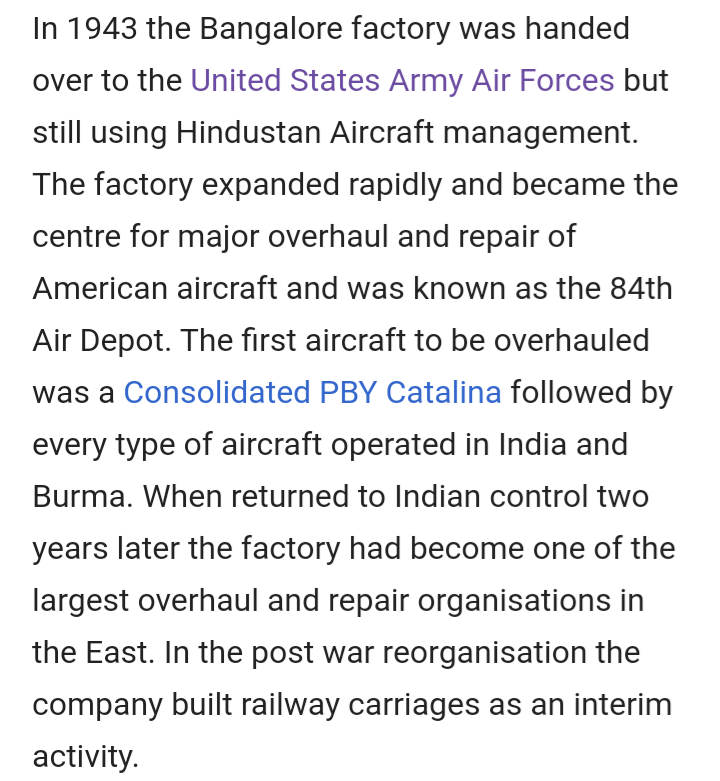 In 1943 the Bangalore factory was handed
over to the United States Army Air Forces but
still using Hindustan Aircraft management.
The factory expanded rapidly and became the
centre for major overhaul and repair of
American aircraft and was known as the 84th
Air Depot. The first aircraft to be overhauled
was a Consolidated PBY Catalina followed by
every type of aircraft operated in India and
Burma. When returned to Indian control two
years later the factory had become one of the
largest overhaul and repair organisations in
the East. In the post war reorganisation the
company built railway carriages as an interim
activity.